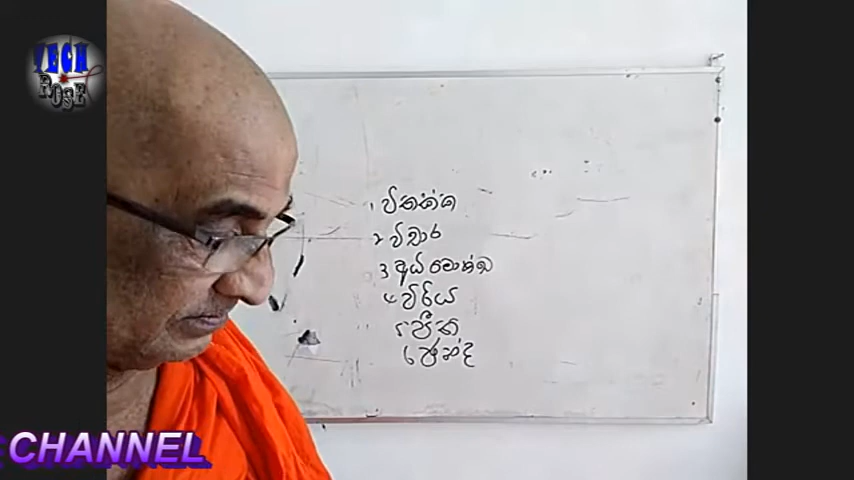 TECH
ROSE
1 විතක්ක
2 විචාර
3 අධිමොක්ඛ
4 විරිය
5 පීති
6 ඡන්ද
CHANNEL